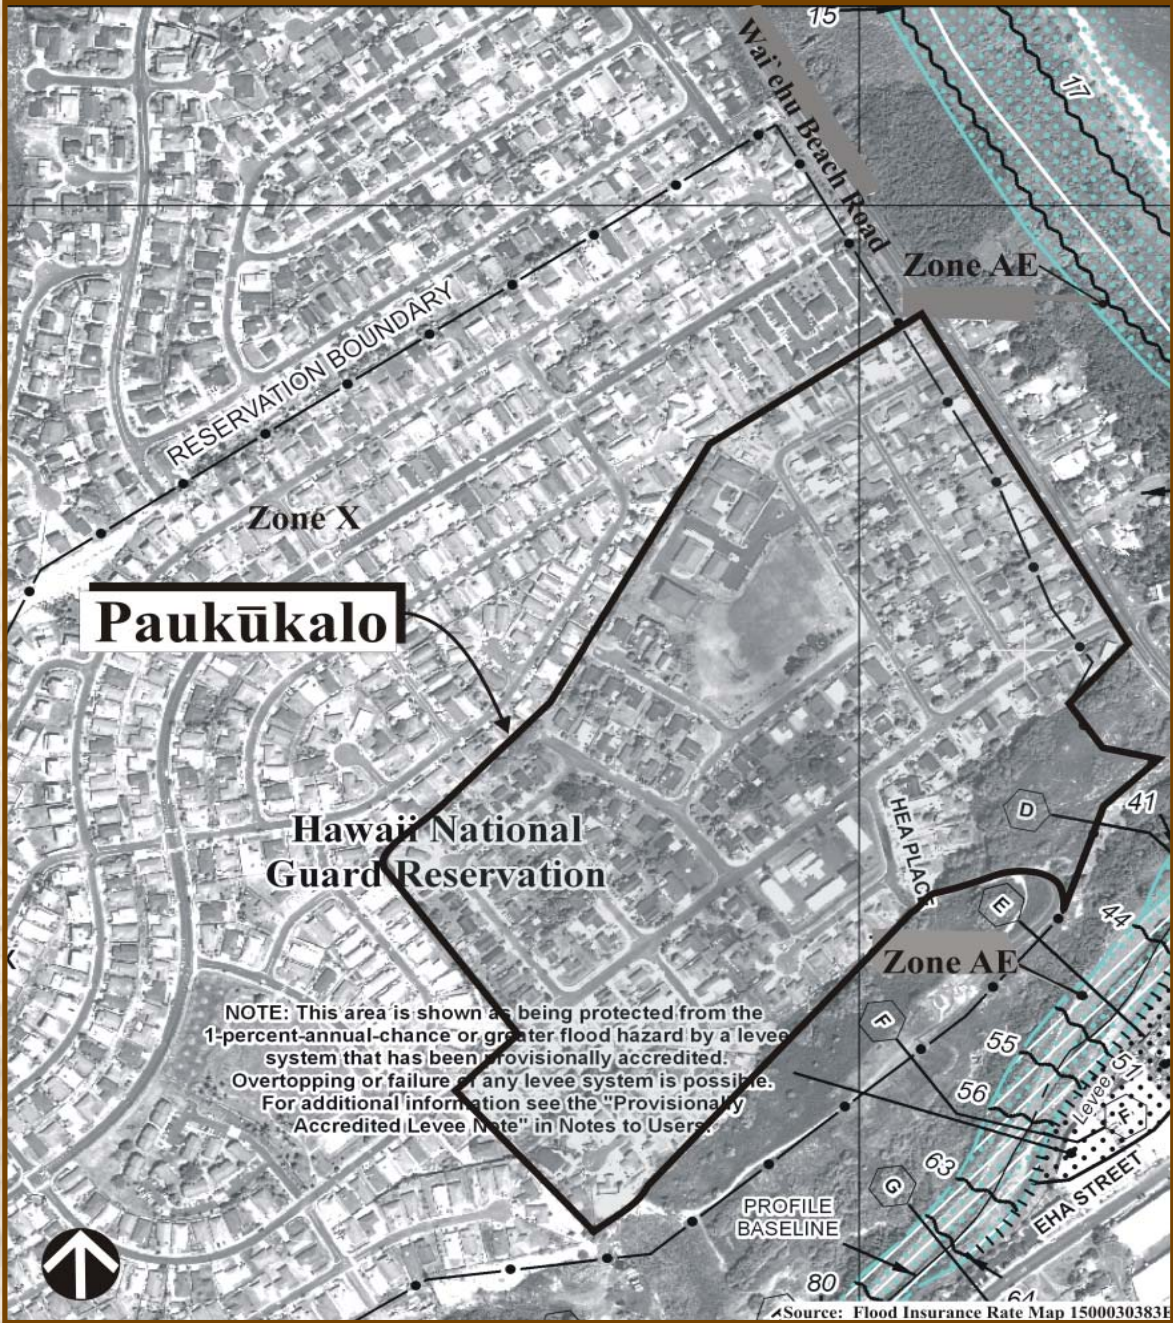 15
Wai`ehu Beach Road
17
Zone AE
RESERVATION BOUNDARY
Zone X
Paukūkalo
Hawaii National
Guard Reservation
HEA PLACE
D
41
E
44
Zone AE
F
NOTE: This area is shown as being protected from the
1-percent-annual-chance or greater flood hazard by a levee
system that has been provisionally accredited.
Overtopping or failure of any levee system is possible.
For additional information see the "Provisionally
Accredited Levee Note" in Notes to Users.
55
51
56
Levee
F
63
G
EHA STREET
PROFILE
BASELINE
80
64
Source: Flood Insurance Rate Map 1500030383E